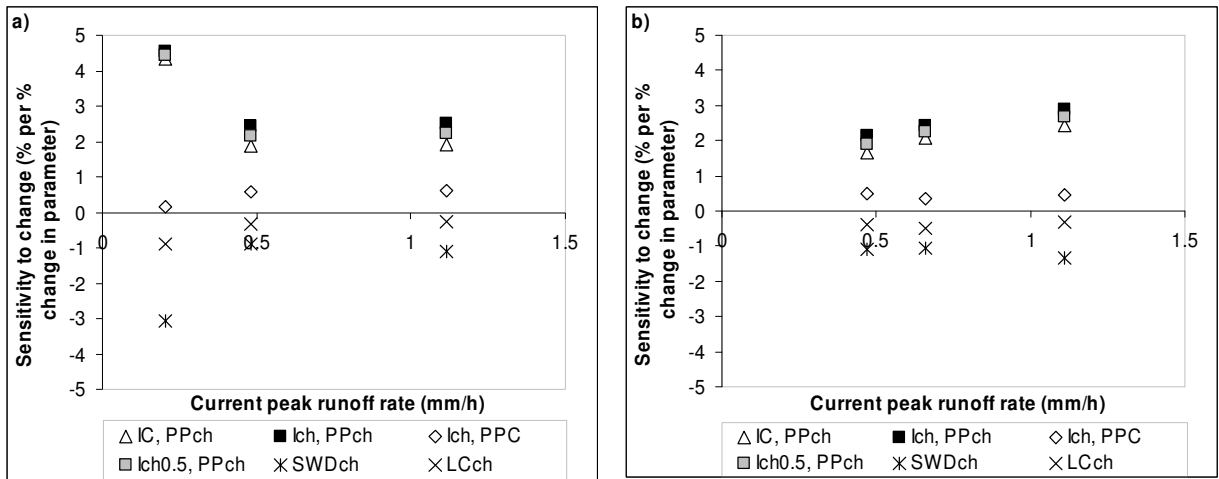 a)
Sensitivity to change (% per %
change in parameter)
5
4
3
2
1
0
-1
-2
-3
-4
-5
0
0.5
1
1.5
Current peak runoff rate (mm/h)
IC, PPch
Ich, PPch
Ich, PPC
Ich0.5, PPch
SWDch
LCch
b)
Sensitivity to change (% per %
change in parameter)
5
4
3
2
1
0
-1
-2
-3
-4
-5
0
0.5
1
1.5
Current peak runoff rate (mm/h)
IC, PPch
Ich, PPch
Ich, PPC
Ich0.5, PPch
SWDch
LCch